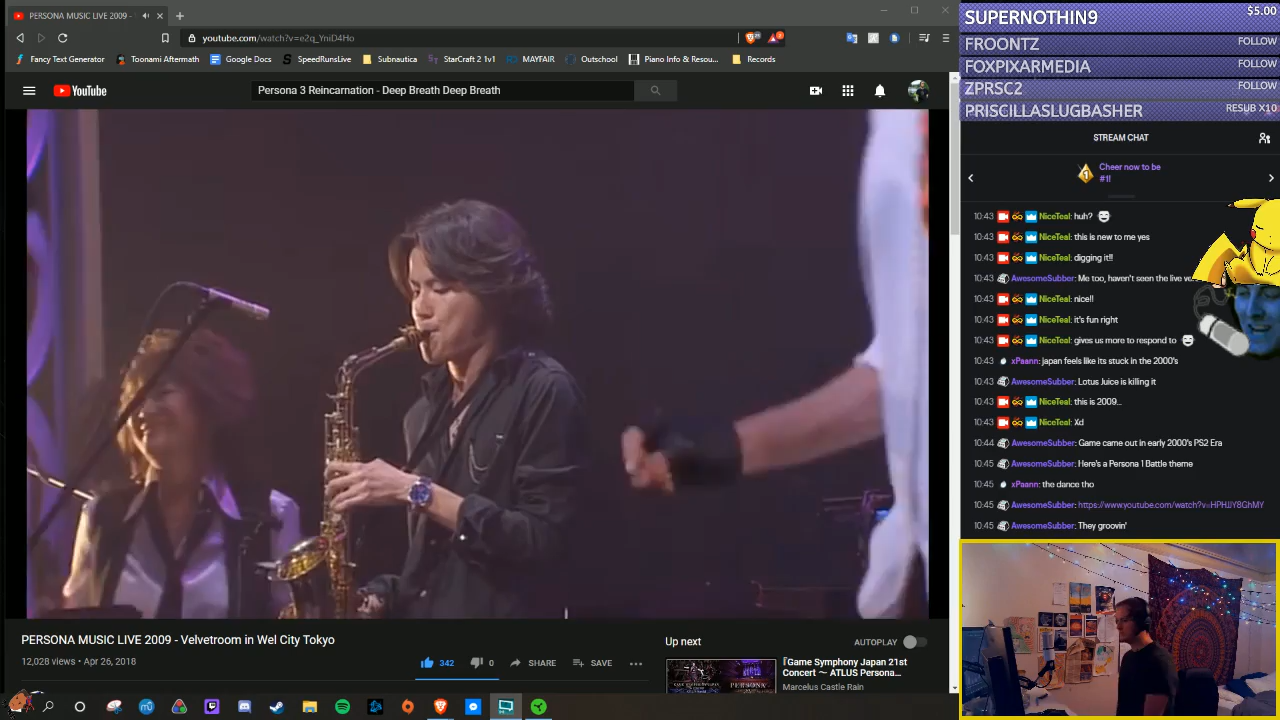 PERSONA MUSIC LIVE 2009 -
youtube.com/watch?v=e2q_YniD4Ho
Fancy Text Generator
Toonami Aftermath
Google Docs
SpeedRunsLive
Subnautica
StarCraft 2 1v1
MAYFAIR
Outschool
Piano Info & Resou...
Records
YouTube
Persona 3 Reincarnation - Deep Breath Deep Breath
PERSONA MUSIC LIVE 2009 - Velvetroom in Wel City Tokyo
12,028 views • Apr 26, 2018
342
0
SHARE
SAVE
Up next
AUTOPLAY
『Game Symphony Japan 21st
Concert ～ ATLUS Persona...
Marcelus Castle Rain
SUPERNOTHIN9 $5.00
FROONTZ FOLLOW
FOXPIXARMEDIA FOLLOW
ZPRSC2 FOLLOW
PRISCILLASLUGBASHER RESUB X10
STREAM CHAT
Cheer now to be
#1!
10:43 NiceTeal: huh?
10:43 NiceTeal: this is new to me yes
10:43 NiceTeal: digging it!!
10:43 AwesomeSubber: Me too, haven't seen the live ve
10:43 NiceTeal: nice!!
10:43 NiceTeal: it's fun right
10:43 NiceTeal: gives us more to respond to
10:43 xPaann: japan feels like its stuck in the 2000's
10:43 AwesomeSubber: Lotus Juice is killing it
10:43 NiceTeal: this is 2009...
10:43 NiceTeal: Xd
10:44 AwesomeSubber: Game came out in early 2000's PS2 Era
10:45 AwesomeSubber: Here's a Persona 1 Battle theme
10:45 xPaann: the dance tho
10:45 AwesomeSubber: https://www.youtube.com/watch?v=HPHJJY8GhMY
10:45 AwesomeSubber: They groovin'